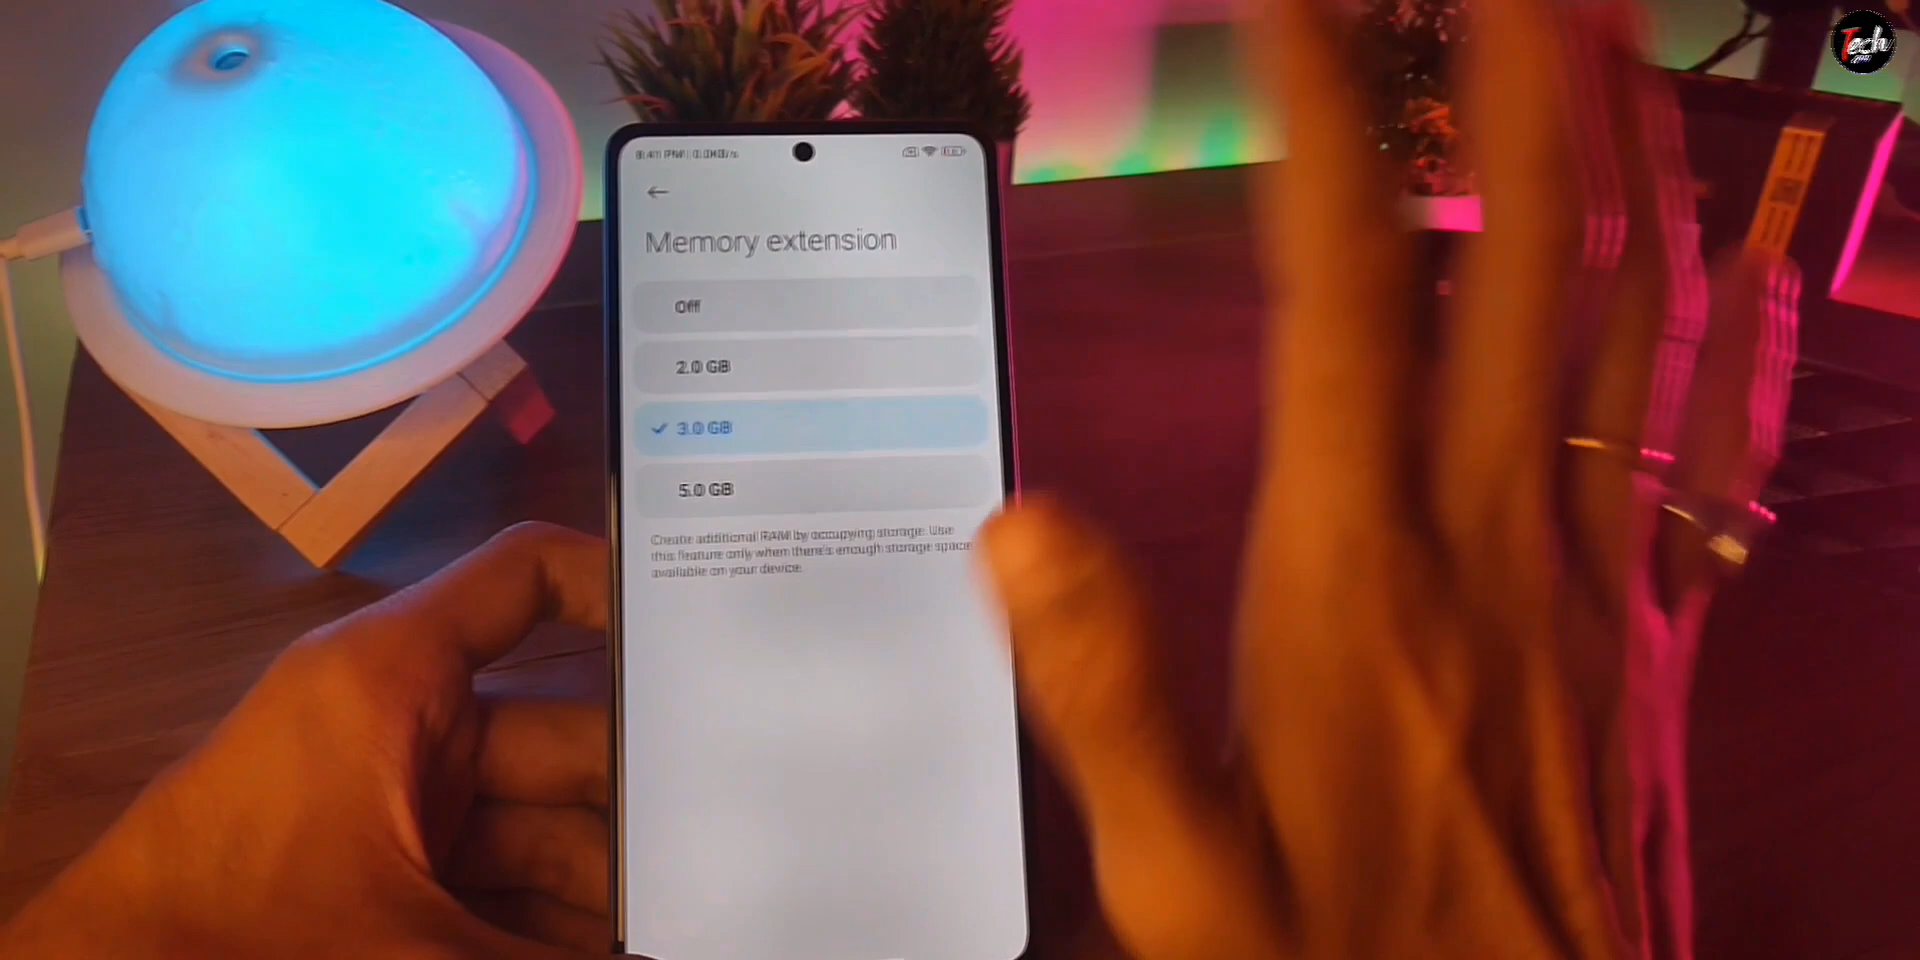 Tech
Memory extension
Off
2.0 GB
3.0 GB
5.0 GB
Create additional RAM by occupying storage. Use
this feature only when there's enough storage space
available on your device.